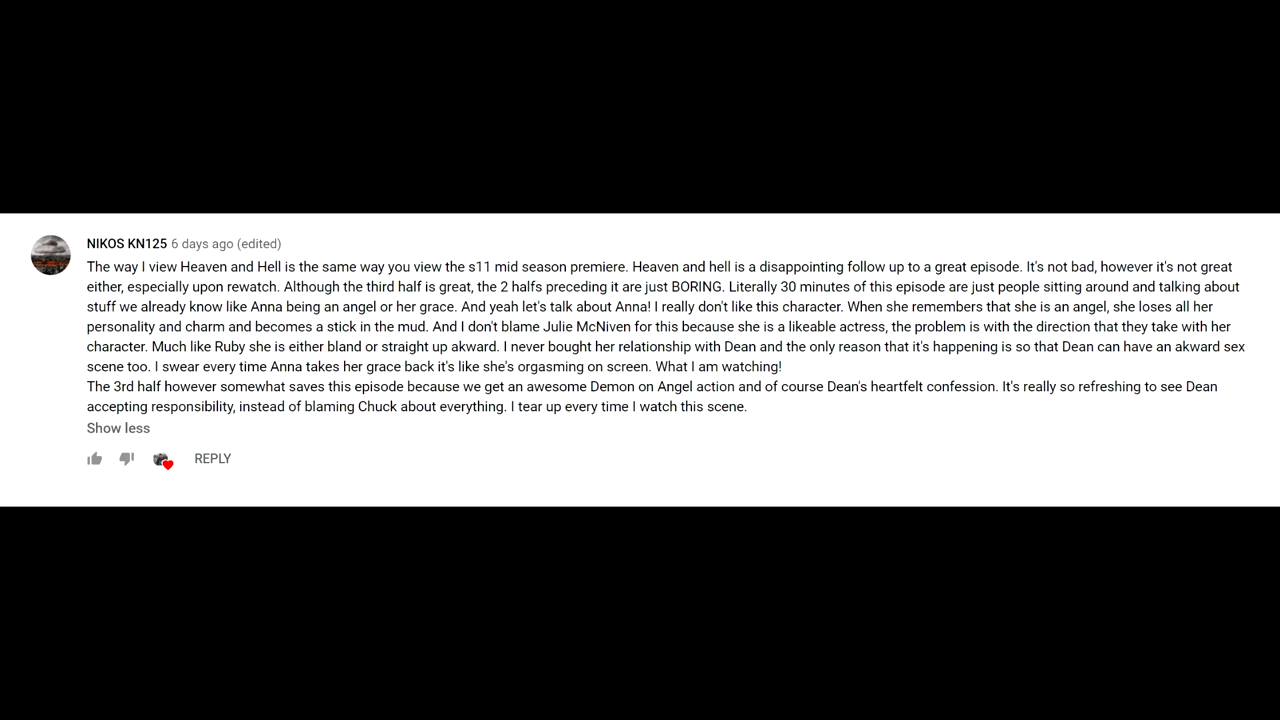 NIKOS KN125 6 days ago (edited)
The way I view Heaven and Hell is the same way you view the s11 mid season premiere. Heaven and hell is a disappointing follow up to a great episode. It's not bad, however it's not great
either, especially upon rewatch. Although the third half is great, the 2 halfs preceding it are just BORING. Literally 30 minutes of this episode are just people sitting around and talking about
stuff we already know like Anna being an angel or her grace. And yeah let's talk about Anna! I really don't like this character. When she remembers that she is an angel, she loses all her
personality and charm and becomes a stick in the mud. And I don't blame Julie McNiven for this because she is a likeable actress, the problem is with the direction that they take with her
character. Much like Ruby she is either bland or straight up akward. I never bought her relationship with Dean and the only reason that it's happening is so that Dean can have an akward sex
scene too. I swear every time Anna takes her grace back it's like she's orgasming on screen. What I am watching!
The 3rd half however somewhat saves this episode because we get an awesome Demon on Angel action and of course Dean's heartfelt confession. It's really so refreshing to see Dean
accepting responsibility, instead of blaming Chuck about everything. I tear up every time I watch this scene.
Show less
REPLY